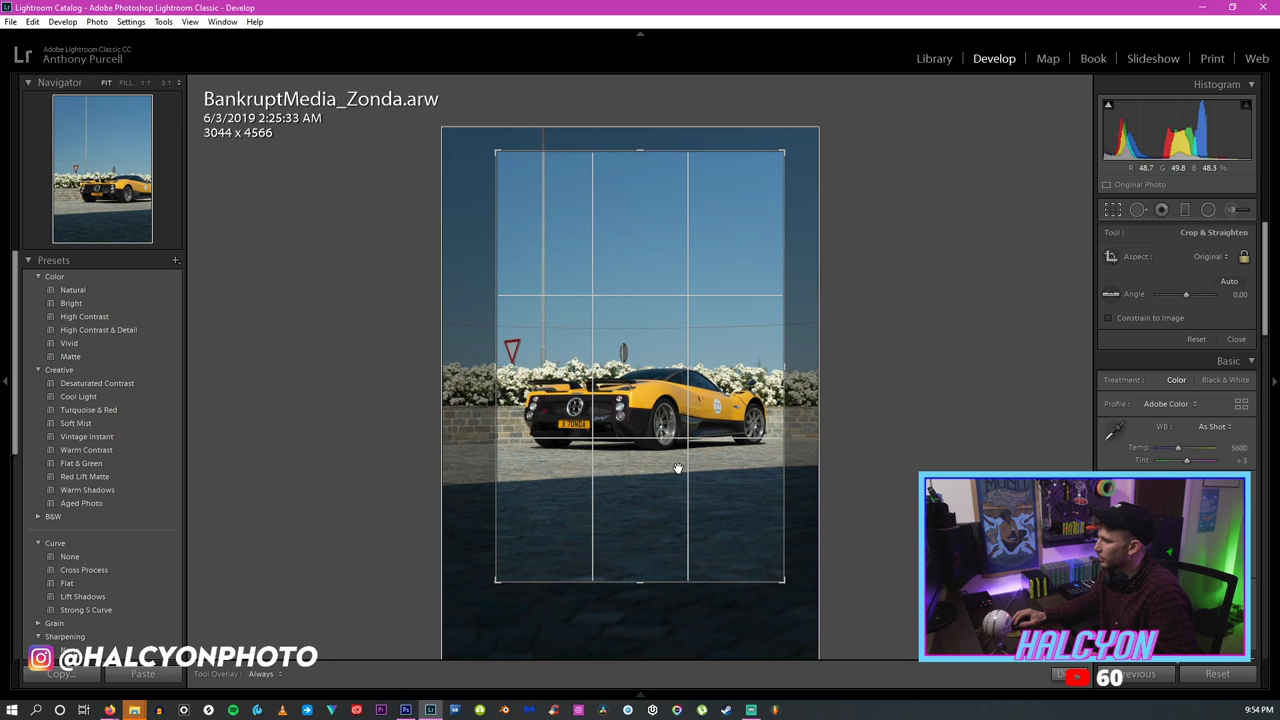 Lightroom Catalog - Adobe Photoshop Lightroom Classic - Develop
File Edit Develop Photo Settings Tools View Window Help
Lr Adobe Lightroom Classic CC
Anthony Purcell
Library Develop Map Book Slideshow Print Web
Navigator FIT FILL 1:1 3:1
BankruptMedia_Zonda.arw
6/3/2019 2:25:33 AM
3044 x 4566
Presets
Color
Natural
Bright
High Contrast
High Contrast & Detail
Vivid
Matte
Creative
Desaturated Contrast
Cool Light
Turquoise & Red
Soft Mist
Vintage Instant
Warm Contrast
Flat & Green
Red Lift Matte
Warm Shadows
Aged Photo
B&W
Curve
None
Cross Process
Flat
Lift Shadows
Strong S Curve
Grain
Sharpening
X ZONDA
Histogram
R 48.7 G 49.8 B 48.3 %
Original Photo
Tool : Crop & Straighten
Aspect : Original
Auto
Angle 0.00
Constrain to Image
Reset Close
Basic
Treatment : Color Black & White
Profile : Adobe Color
WB : As Shot
Temp 5600
Tint + 5
HALCYON
@HALCYONPHOTO
Copy... Paste
Tool Overlay : Always
60
Previous Reset
9:54 PM